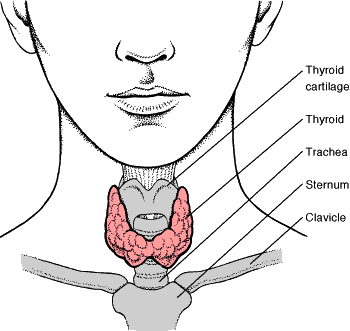 Thyroid
cartilage
Thyroid
Trachea
Sternum
Clavicle